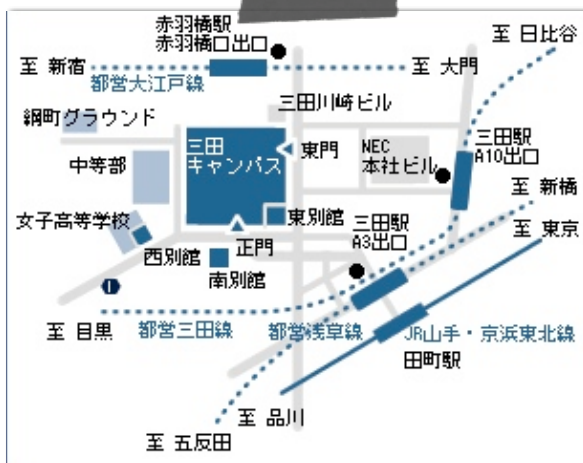 赤羽橋駅
赤羽橋口出口
至 日比谷
至 新宿
至 大門
都営大江戸線
三田川崎ビル
綱町グラウンド
三田
キャンパス
東門
NEC
本社ビル
三田駅
A10出口
中等部
至 新橋
女子高等学校
東別館
三田駅
A3出口
至 東京
正門
西別館
南別館
至 目黒
都営三田線
都営浅草線
JR山手・京浜東北線
田町駅
至 品川
至 五反田